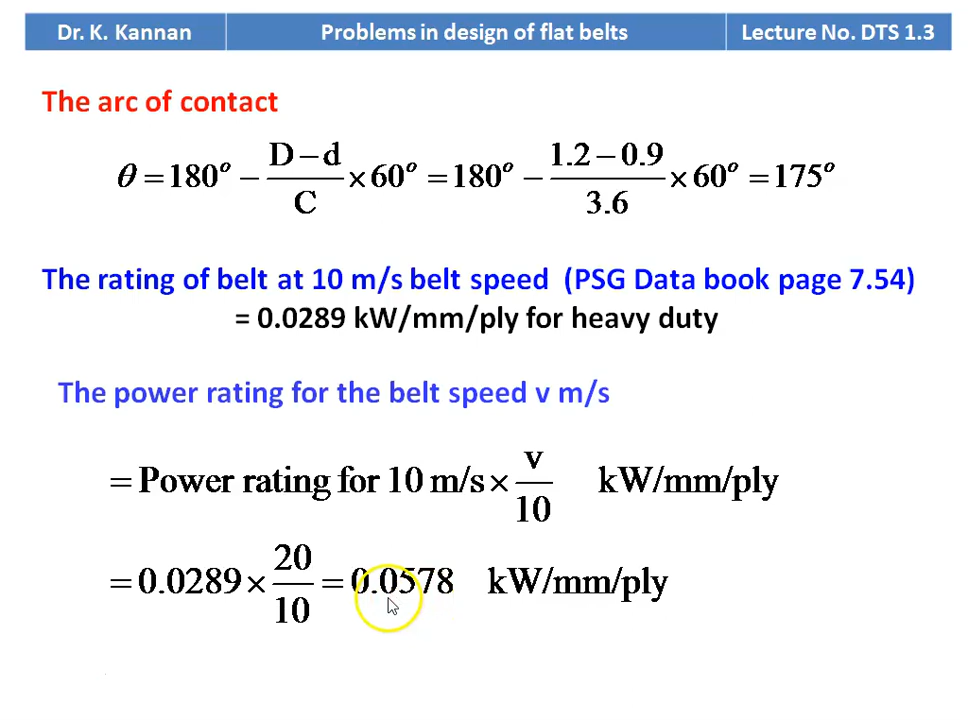 Dr. K. Kannan Problems in design of flat belts Lecture No. DTS 1.3
The arc of contact
θ = 180° − (D − d)/C × 60° = 180° − (1.2 − 0.9)/3.6 × 60° = 175°
The rating of belt at 10 m/s belt speed (PSG Data book page 7.54)
= 0.0289 kW/mm/ply for heavy duty
The power rating for the belt speed v m/s
= Power rating for 10 m/s × v/10 kW/mm/ply
= 0.0289 × 20/10 = 0.0578 kW/mm/ply